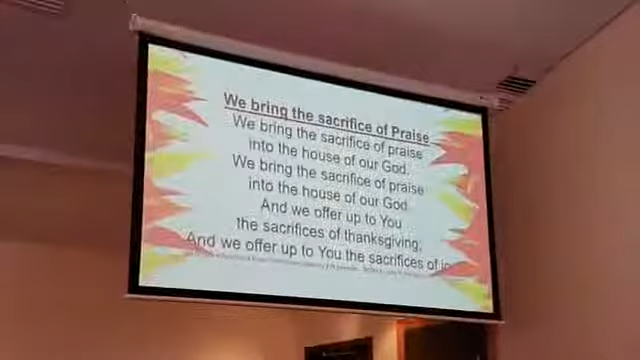 We bring the sacrifice of Praise
We bring the sacrifice of praise
into the house of our God.
We bring the sacrifice of praise
into the house of our God.
And we offer up to You
the sacrifices of thanksgiving;
And we offer up to You the sacrifices of jo